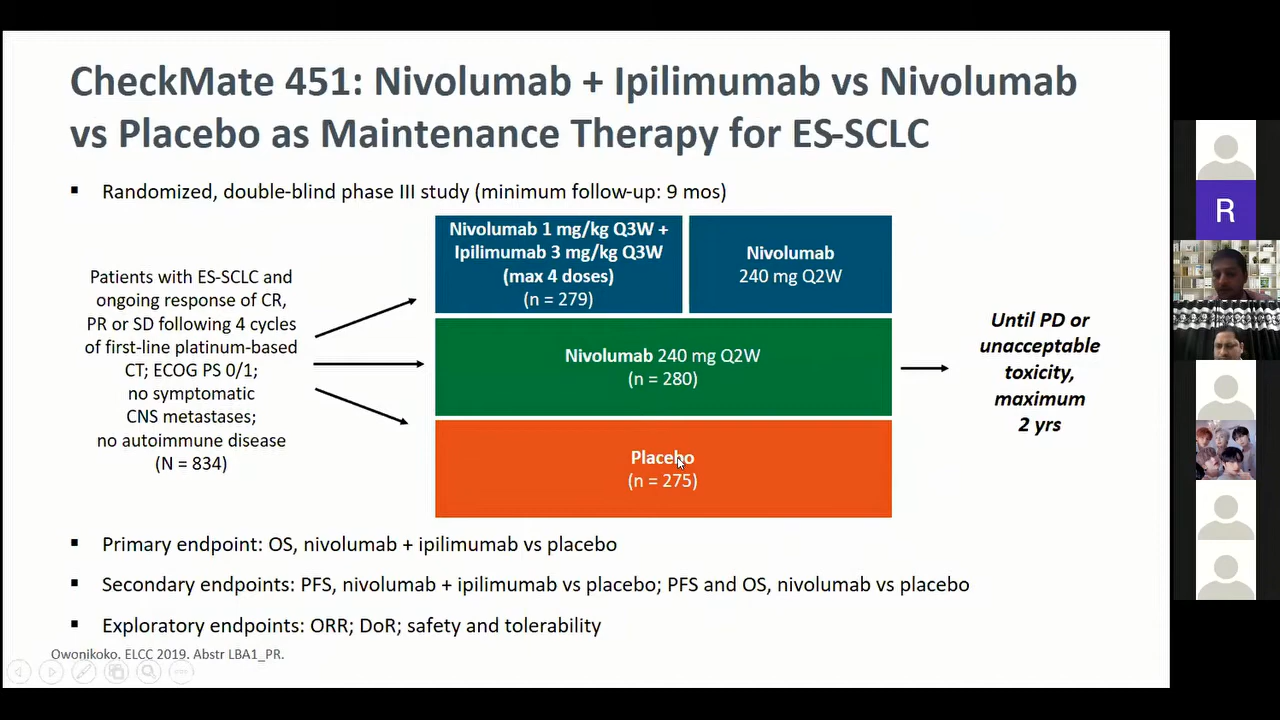 CheckMate 451: Nivolumab + Ipilimumab vs Nivolumab
vs Placebo as Maintenance Therapy for ES-SCLC
▪ Randomized, double-blind phase III study (minimum follow-up: 9 mos)
Patients with ES-SCLC and
ongoing response of CR,
PR or SD following 4 cycles
of first-line platinum-based
CT; ECOG PS 0/1;
no symptomatic
CNS metastases;
no autoimmune disease
(N = 834)
Nivolumab 1 mg/kg Q3W +
Ipilimumab 3 mg/kg Q3W
(max 4 doses)
(n = 279)
Nivolumab
240 mg Q2W
Nivolumab 240 mg Q2W
(n = 280)
Placebo
(n = 275)
Until PD or
unacceptable
toxicity,
maximum
2 yrs
▪ Primary endpoint: OS, nivolumab + ipilimumab vs placebo
▪ Secondary endpoints: PFS, nivolumab + ipilimumab vs placebo; PFS and OS, nivolumab vs placebo
▪ Exploratory endpoints: ORR; DoR; safety and tolerability
Owonikoko. ELCC 2019. Abstr LBA1_PR.
R